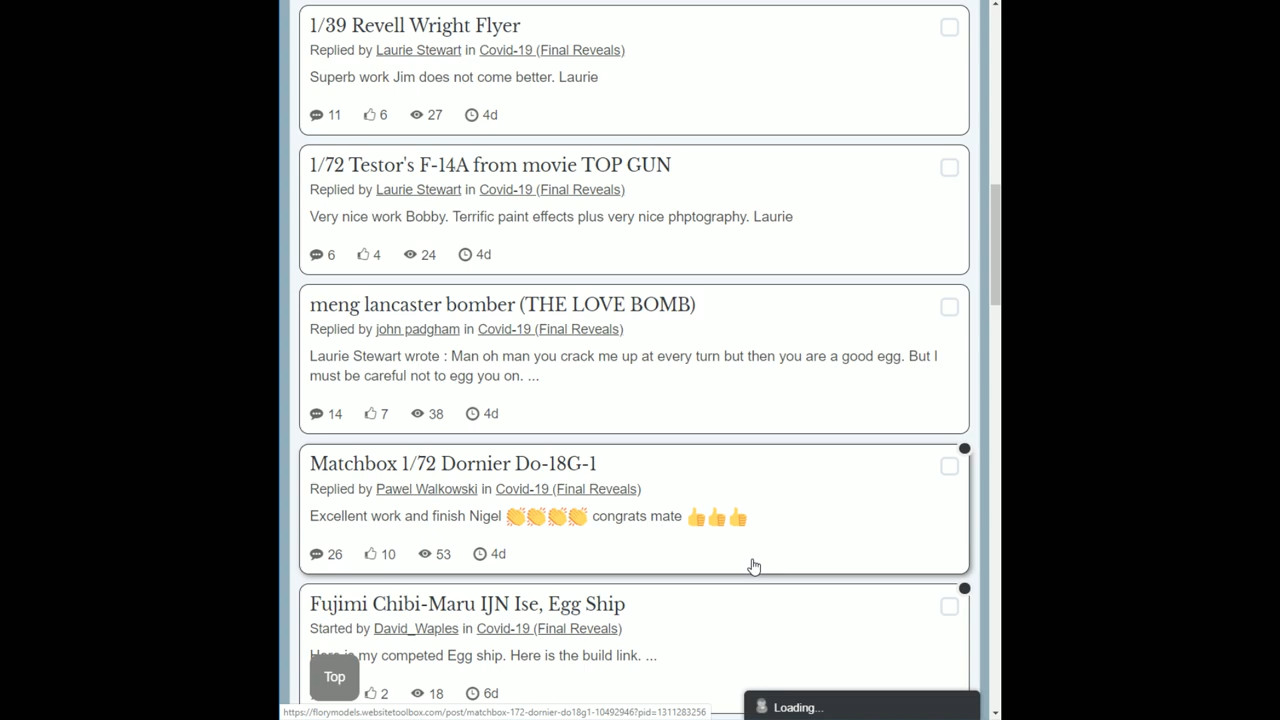 1/39 Revell Wright Flyer
Replied by Laurie Stewart in Covid-19 (Final Reveals)
Superb work Jim does not come better. Laurie
11 6 27 4d
1/72 Testor's F-14A from movie TOP GUN
Replied by Laurie Stewart in Covid-19 (Final Reveals)
Very nice work Bobby. Terrific paint effects plus very nice phptography. Laurie
6 4 24 4d
meng lancaster bomber (THE LOVE BOMB)
Replied by john padgham in Covid-19 (Final Reveals)
Laurie Stewart wrote : Man oh man you crack me up at every turn but then you are a good egg. But I
must be careful not to egg you on. ...
14 7 38 4d
Matchbox 1/72 Dornier Do-18G-1
Replied by Pawel Walkowski in Covid-19 (Final Reveals)
Excellent work and finish Nigel 👏👏👏👏 congrats mate 👍👍👍
26 10 53 4d
Fujimi Chibi-Maru IJN Ise, Egg Ship
Started by David_Waples in Covid-19 (Final Reveals)
my competed Egg ship. Here is the build link. ...
Top
2 18 6d
Loading...
https://florymodels.websitetoolbox.com/post/matchbox-172-dornier-do18g1-10492946?pid=1311283256